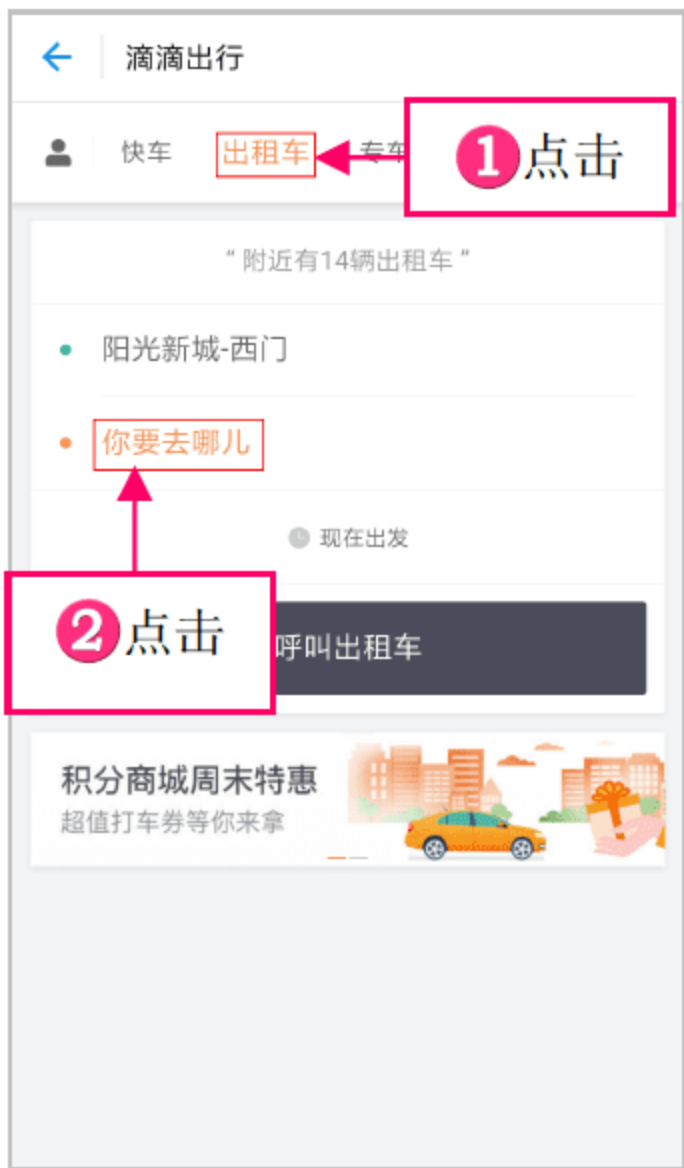 滴滴出行
快车 出租车 专车
❶点击
“附近有14辆出租车”
阳光新城-西门
你要去哪儿
现在出发
❷点击
呼叫出租车
积分商城周末特惠
超值打车券等你来拿